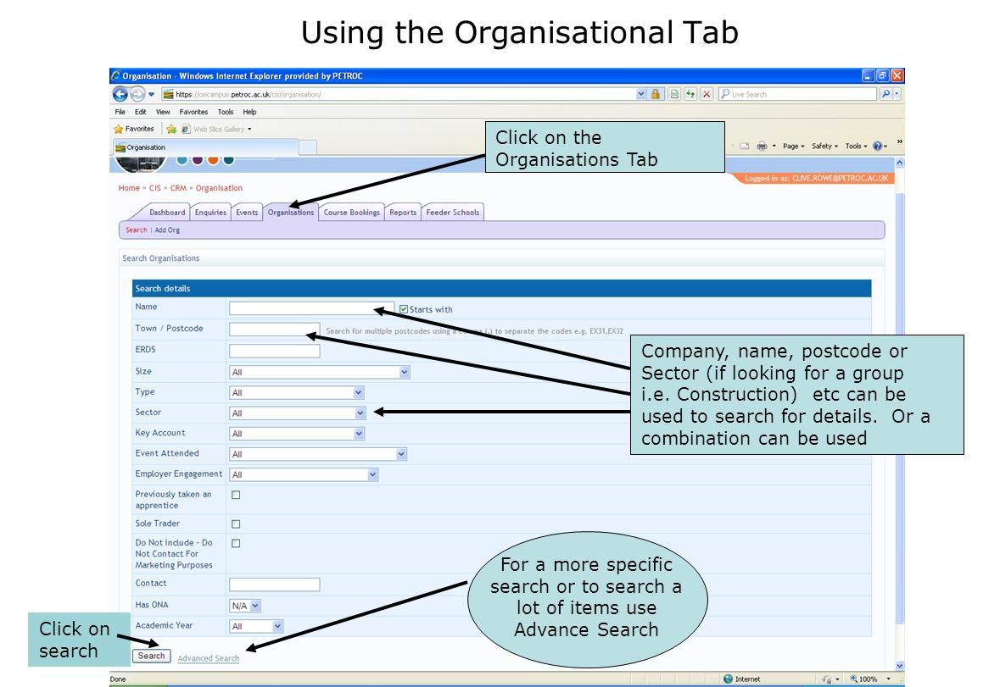 Using the Organisational Tab
Organisation - Windows Internet Explorer provided by PETROC
https://oncampus.petroc.ac.uk/cis/organisation/
Live Search
File Edit View Favorites Tools Help
Favorites Web Slice Gallery
Organisation
Page Safety Tools
»
Click on the
Organisations Tab
Logged in as: CLIVE.ROWE@PETROC.AC.UK
Home » CIS » CRM » Organisation
Dashboard Enquiries Events Organisations Course Bookings Reports Feeder Schools
Search | Add Org
Search Organisations
Search details
Name Starts with
Town / Postcode Search for multiple postcodes using a comma (,) to separate the codes e.g. EX31,EX32
ERDS
Size All
Type All
Sector All
Key Account All
Event Attended All
Employer Engagement All
Previously taken an
apprentice
Sole Trader
Do Not include - Do
Not Contact For
Marketing Purposes
Contact
Has ONA N/A
Academic Year All
Search Advanced Search
Company, name, postcode or
Sector (if looking for a group
i.e. Construction) etc can be
used to search for details. Or a
combination can be used
For a more specific
search or to search a
lot of items use
Advance Search
Click on
search
Done Internet 100%